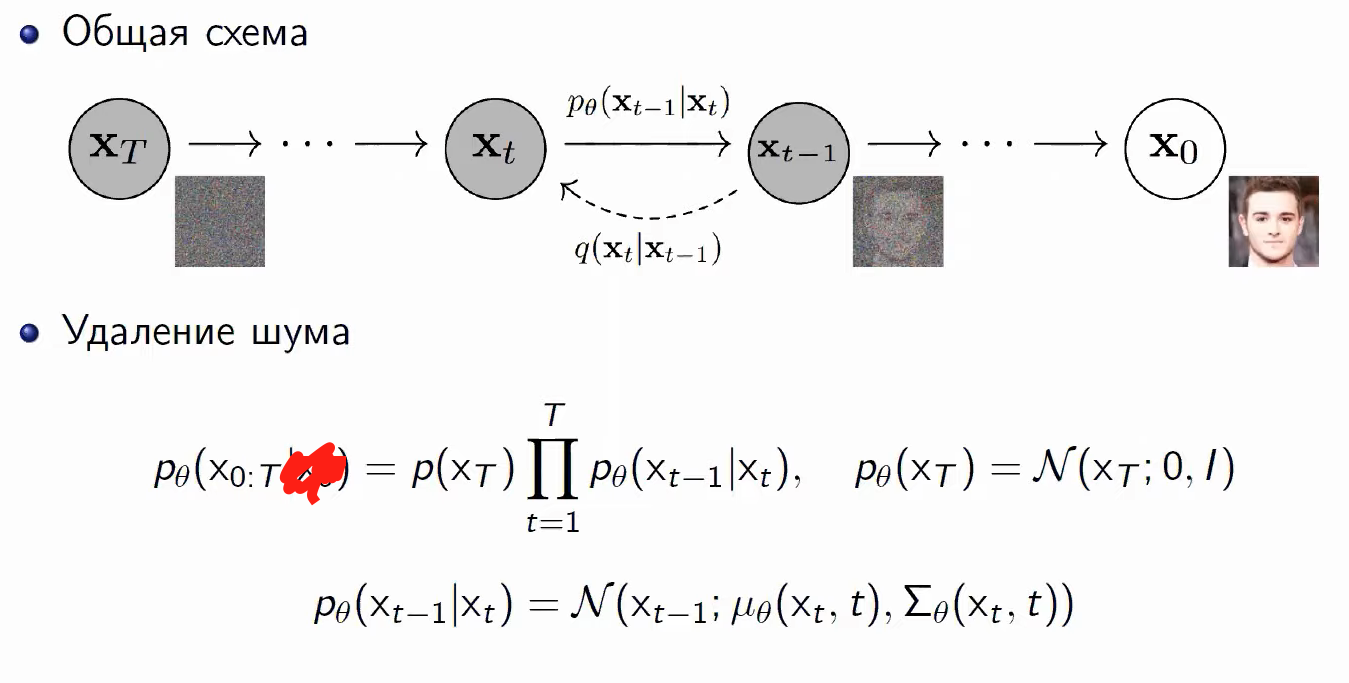 Общая схема
x_T → ··· → x_t p_θ(x_{t−1}|x_t) x_{t−1} → ··· → x_0
q(x_t|x_{t−1})
Удаление шума
p_θ(x_{0:T}|) = p(x_T) ∏_{t=1}^{T} p_θ(x_{t−1}|x_t), p_θ(x_T) = 𝒩(x_T; 0, I)
p_θ(x_{t−1}|x_t) = 𝒩(x_{t−1}; μ_θ(x_t, t), Σ_θ(x_t, t))